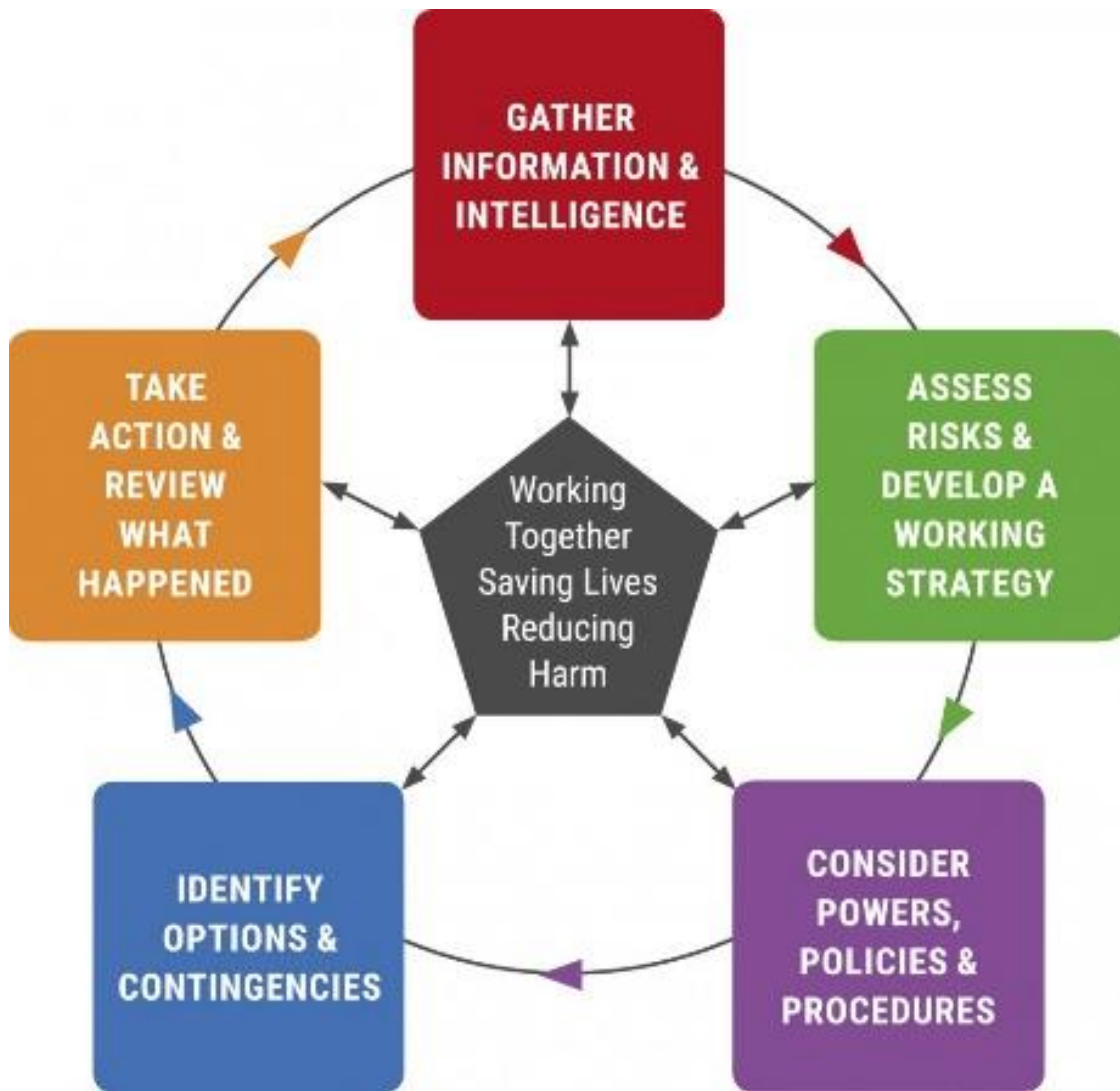 GATHER
INFORMATION &
INTELLIGENCE
ASSESS
RISKS &
DEVELOP A
WORKING
STRATEGY
CONSIDER
POWERS,
POLICIES &
PROCEDURES
IDENTIFY
OPTIONS &
CONTINGENCIES
TAKE
ACTION &
REVIEW
WHAT
HAPPENED
Working
Together
Saving Lives
Reducing
Harm